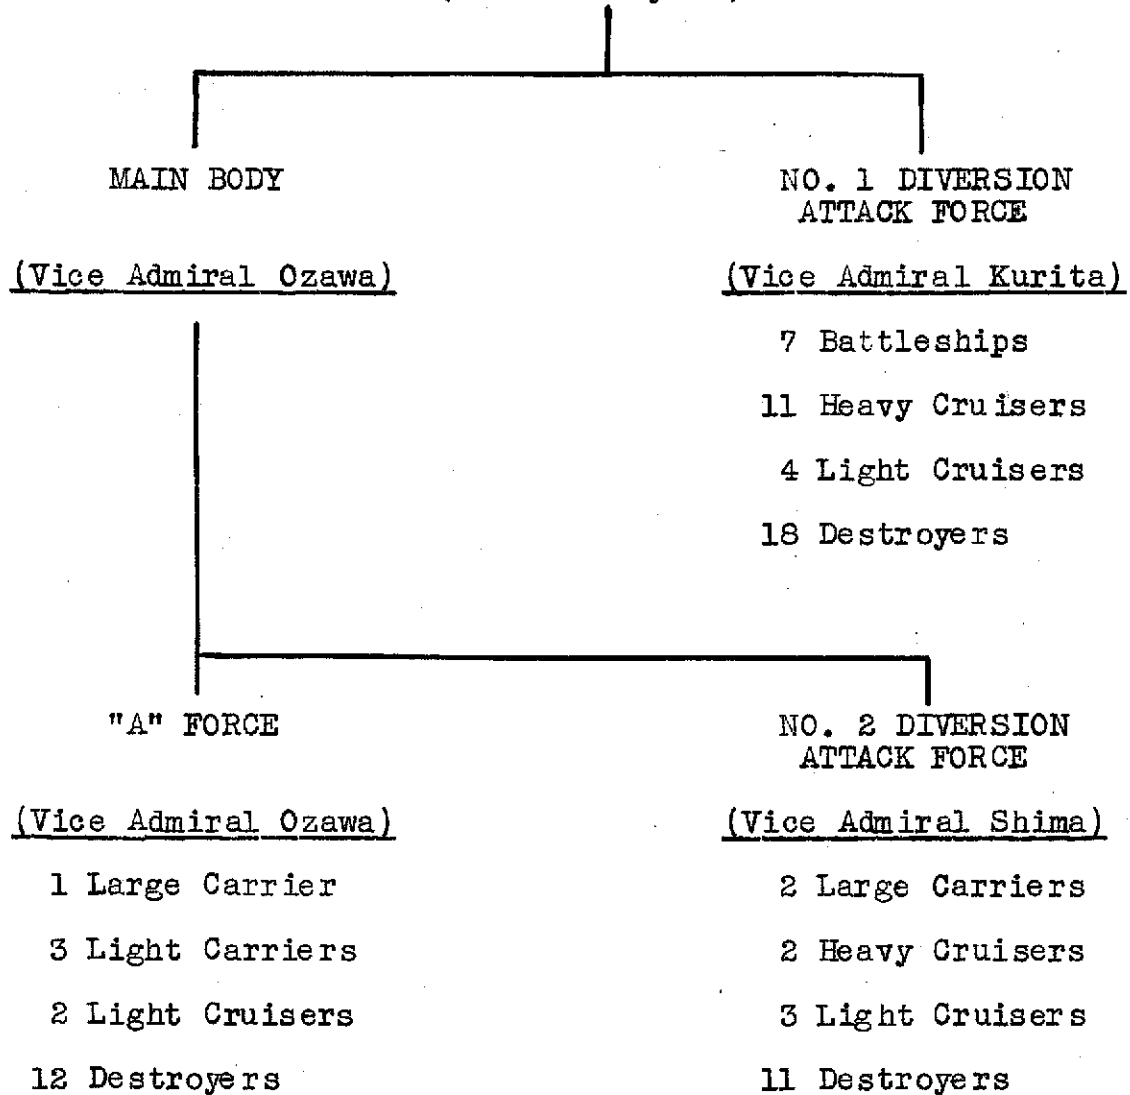 MAIN BODY
(Vice Admiral Ozawa)
NO. 1 DIVERSION
ATTACK FORCE
(Vice Admiral Kurita)
7 Battleships
11 Heavy Cruisers
4 Light Cruisers
18 Destroyers
"A" FORCE
(Vice Admiral Ozawa)
1 Large Carrier
3 Light Carriers
2 Light Cruisers
12 Destroyers
NO. 2 DIVERSION
ATTACK FORCE
(Vice Admiral Shima)
2 Large Carriers
2 Heavy Cruisers
3 Light Cruisers
11 Destroyers